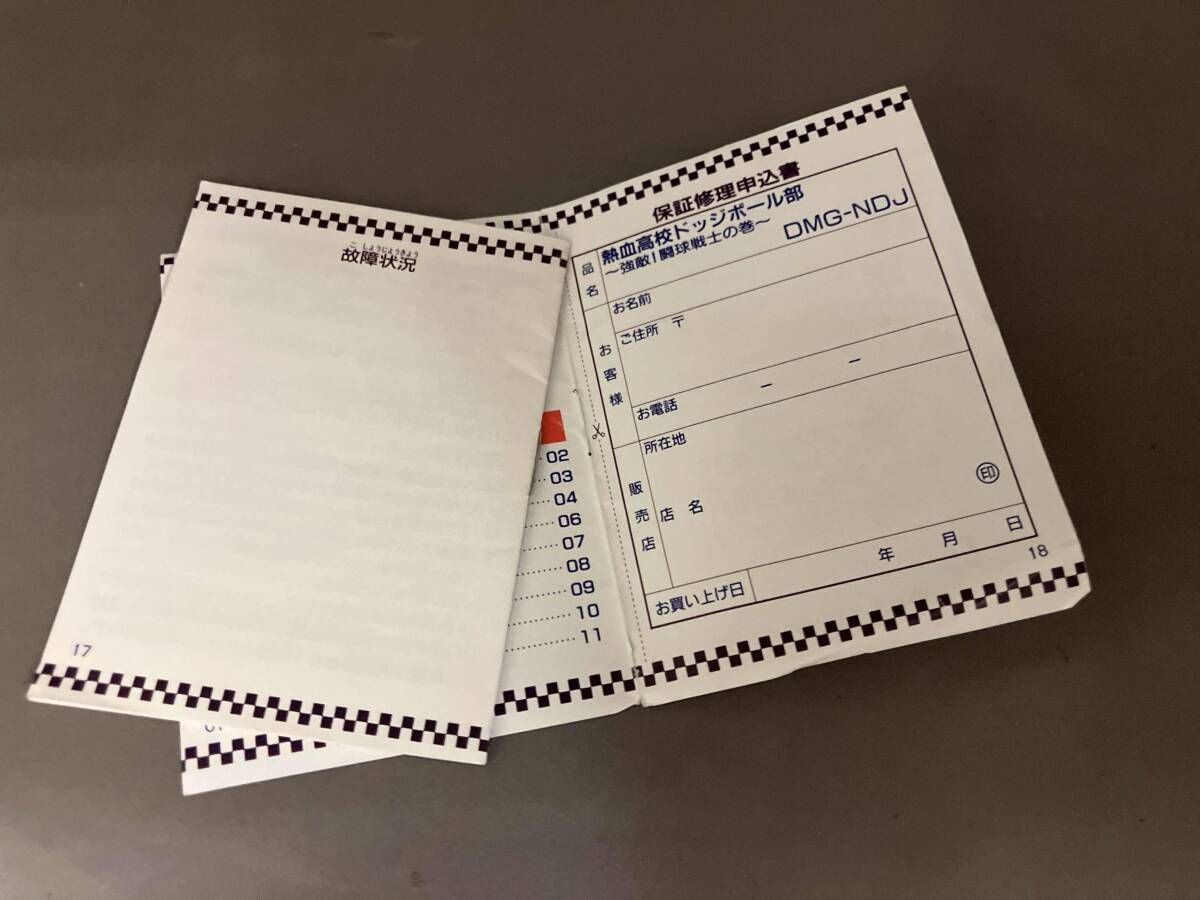 こ しょうじょうきょう
故障状況
17
02
03
04
06
07
08
09
10
11
01
保証修理申込書
品名
熱血高校ドッジボール部
〜強敵!闘球戦士の巻〜
DMG-NDJ
お客様
お名前
ご住所 〒
お電話 − −
販売店
所在地
店名
印
お買い上げ日 年 月 日
18